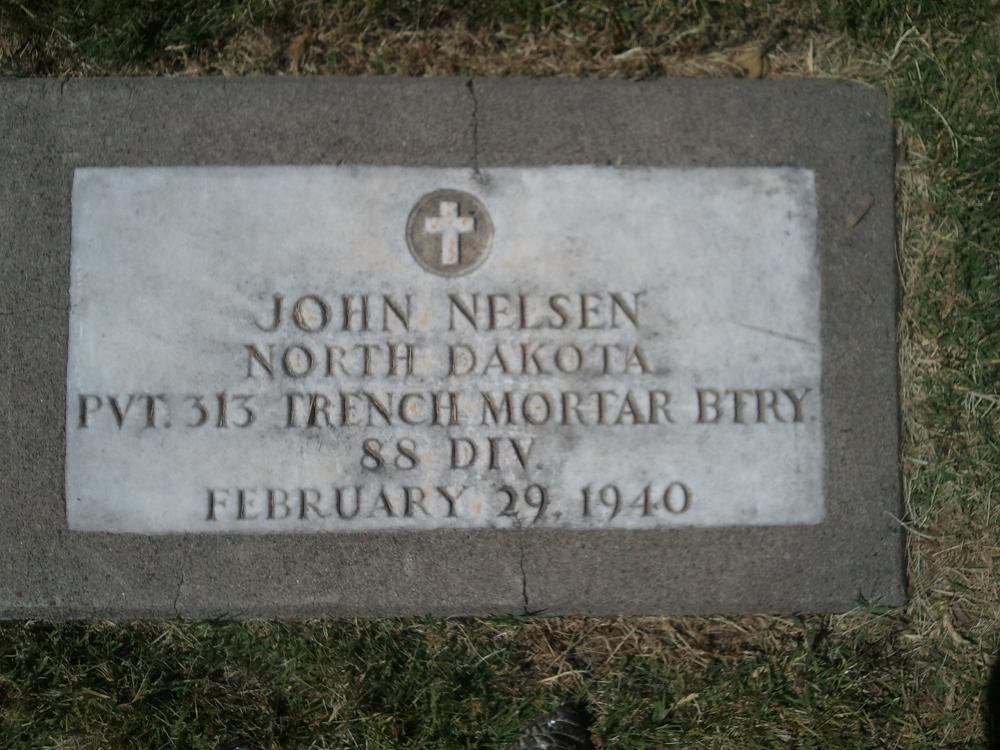 JOHN NELSEN
NORTH DAKOTA
PVT. 313 TRENCH MORTAR BTRY.
88 DIV.
FEBRUARY 29, 1940